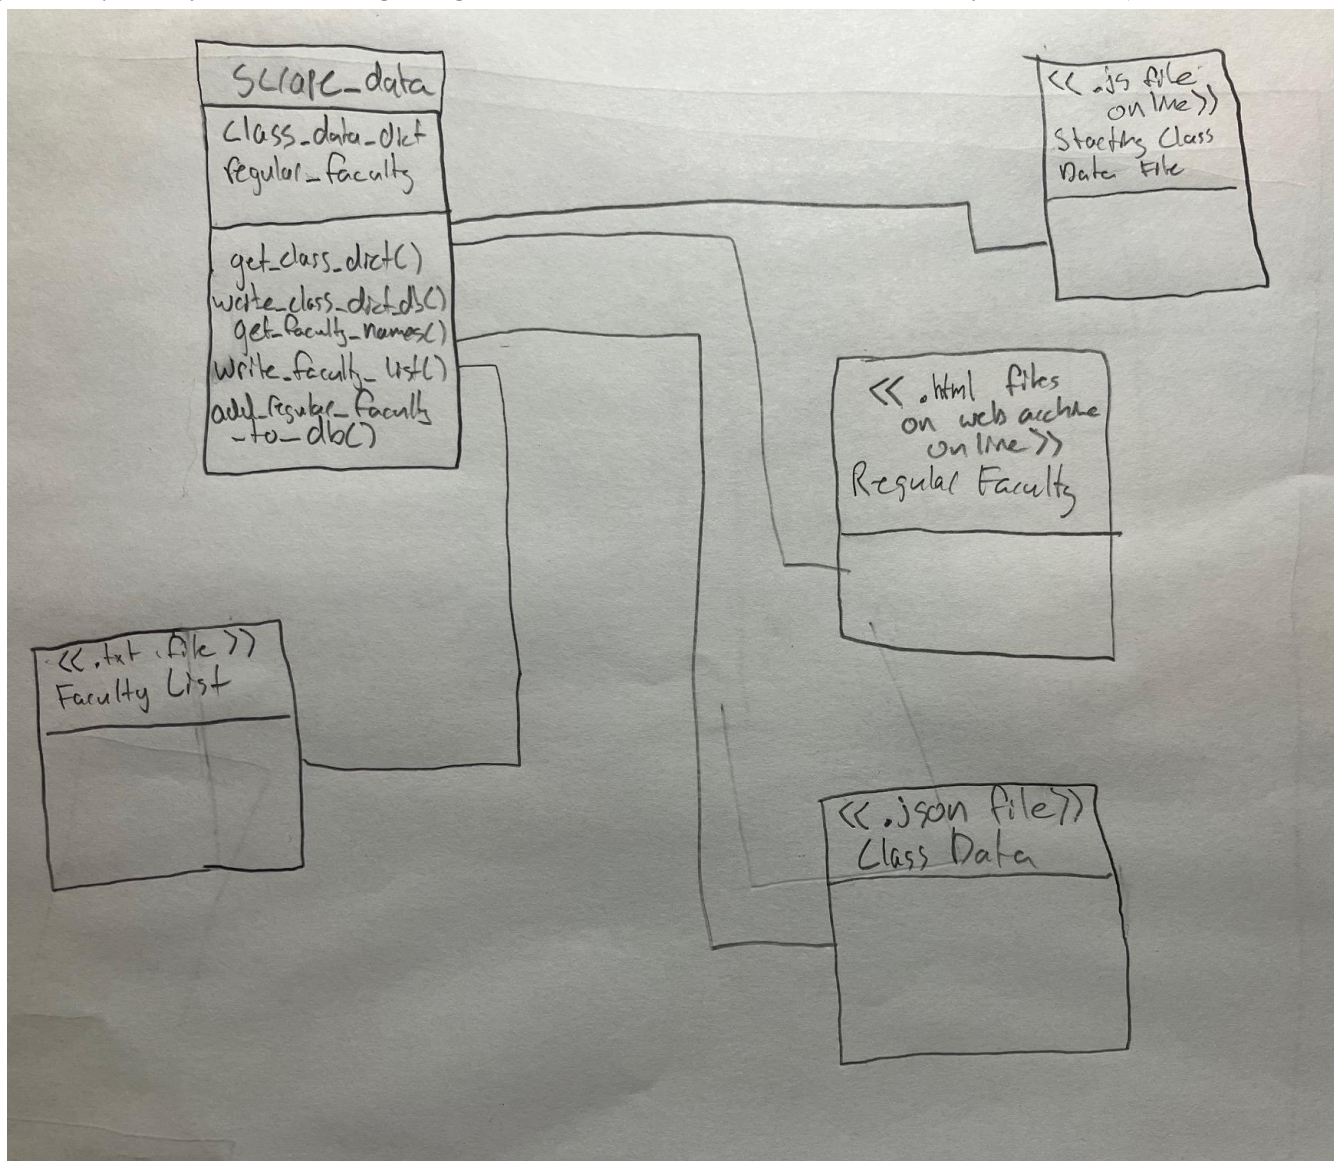 scrape_data
class_data_dict
regular_faculty
get_class_dict()
write_class_dict_db()
get_faculty_names()
write_faculty_list()
add_regular_faculty
_to_db()
<< .js file
online>>
Starting Class
Data File
<< .html files
on web archive
online>>
Regular Faculty
<< .txt file >>
Faculty List
<< .json file>>
Class Data